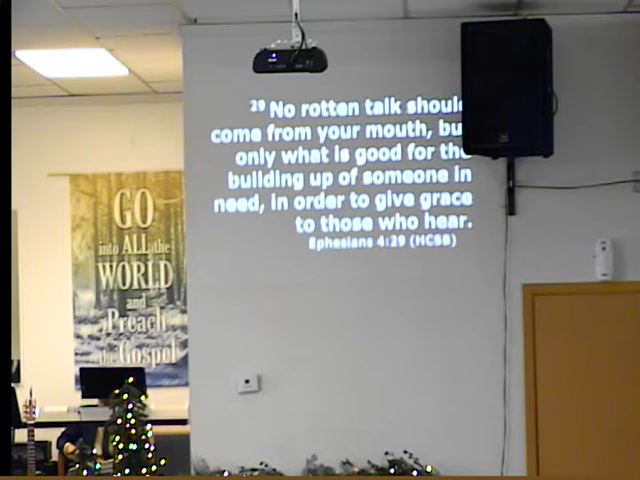 29 No rotten talk shoul
come from your mouth, bu
only what is good for the
building up of someone in
need, in order to give grace
to those who hear.
Ephesians 4:29 (HCSB)
GO
into ALL the
WORLD
and
Preach
the Gospel